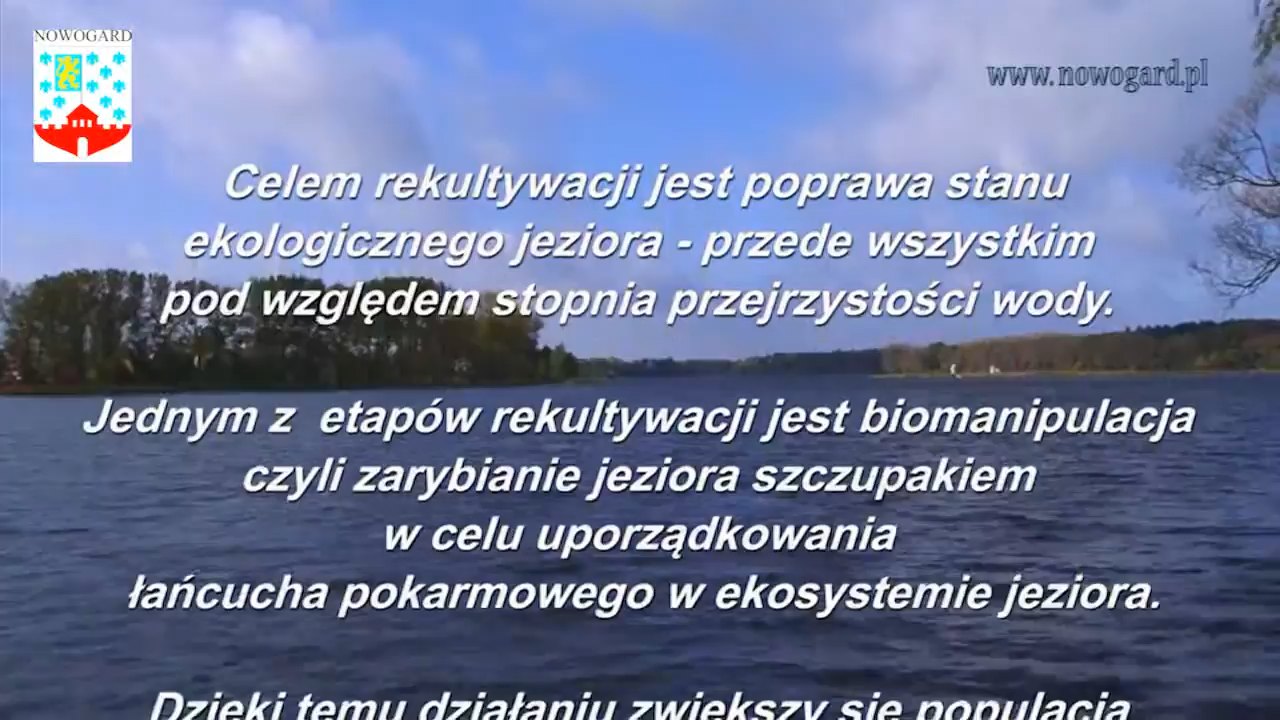 NOWOGARD
www.nowogard.pl
Celem rekultywacji jest poprawa stanu
ekologicznego jeziora - przede wszystkim
pod względem stopnia przejrzystości wody.
Jednym z etapów rekultywacji jest biomanipulacja
czyli zarybianie jeziora szczupakiem
w celu uporządkowania
łańcucha pokarmowego w ekosystemie jeziora.
Dzięki temu działaniu zwiększy się populacja